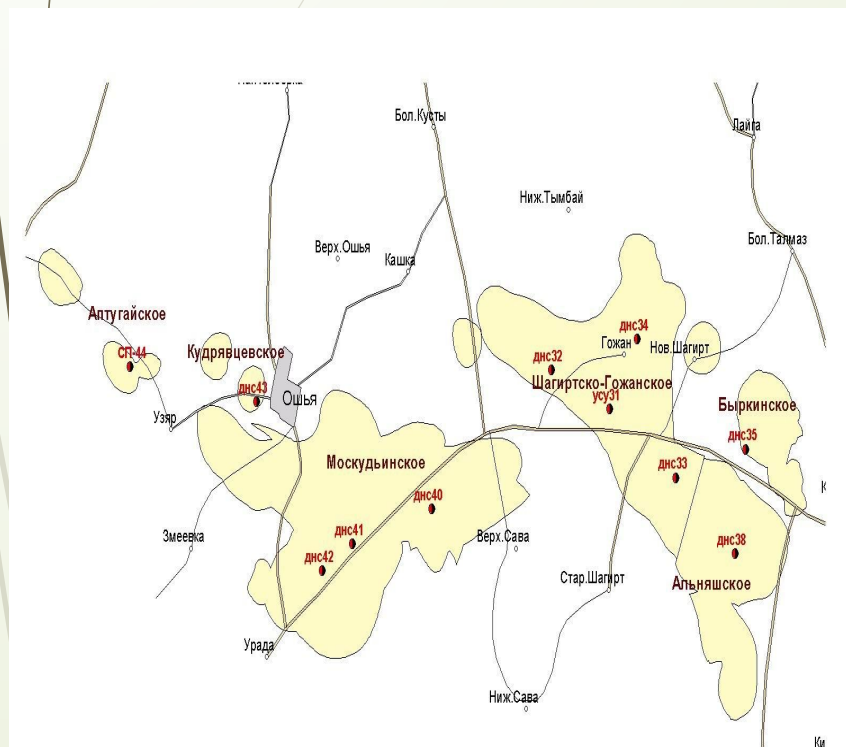 Бол.Кусты
Лайга
Ниж.Тымбай
Верх.Ошья
Кашка
Бол.Талмаз
Аптугайское
СП-44
Кудрявцевское
днс43
Ошья
Узяр
днс34
Гожан
Нов.Шагирт
днс32
Шагиртско-Гожанское
усу31
Быркинское
днс35
Москудьинское
днс33
днс40
днс41
днс42
Змеевка
Верх.Сава
днс38
Стар.Шагирт
Альняшское
Урада
Ниж.Сава
Ки